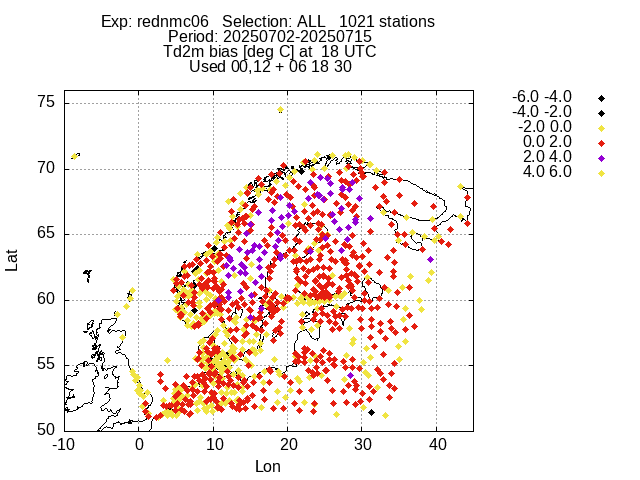 Exp: rednmc06   Selection: ALL   1021 stations
Period: 20250702-20250715
Td2m bias [deg C] at  18 UTC
Used 00,12 + 06 18 30
-6.0 -4.0
-4.0 -2.0
-2.0 0.0
0.0 2.0
2.0 4.0
4.0 6.0
75
70
65
60
55
50
Lat
-10 0 10 20 30 40
Lon